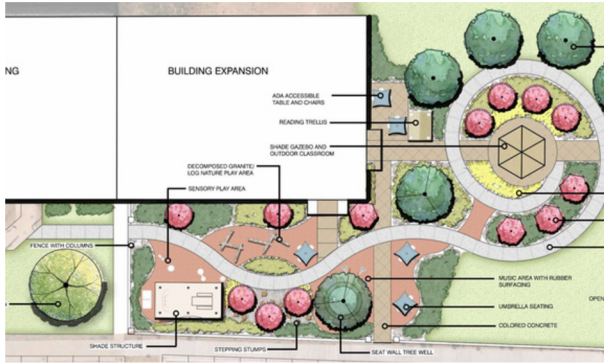 NG
BUILDING EXPANSION
ADA ACCESSIBLE
TABLE AND CHAIRS
READING TRELLIS
SHADE GAZEBO AND
OUTDOOR CLASSROOM
DECOMPOSED GRANITE/
LOG NATURE PLAY AREA
SENSORY PLAY AREA
FENCE WITH COLUMNS
MUSIC AREA WITH RUBBER
SURFACING
OPEN
UMBRELLA SEATING
COLORED CONCRETE
SHADE STRUCTURE
STEPPING STUMPS
SEAT WALL TREE WELL